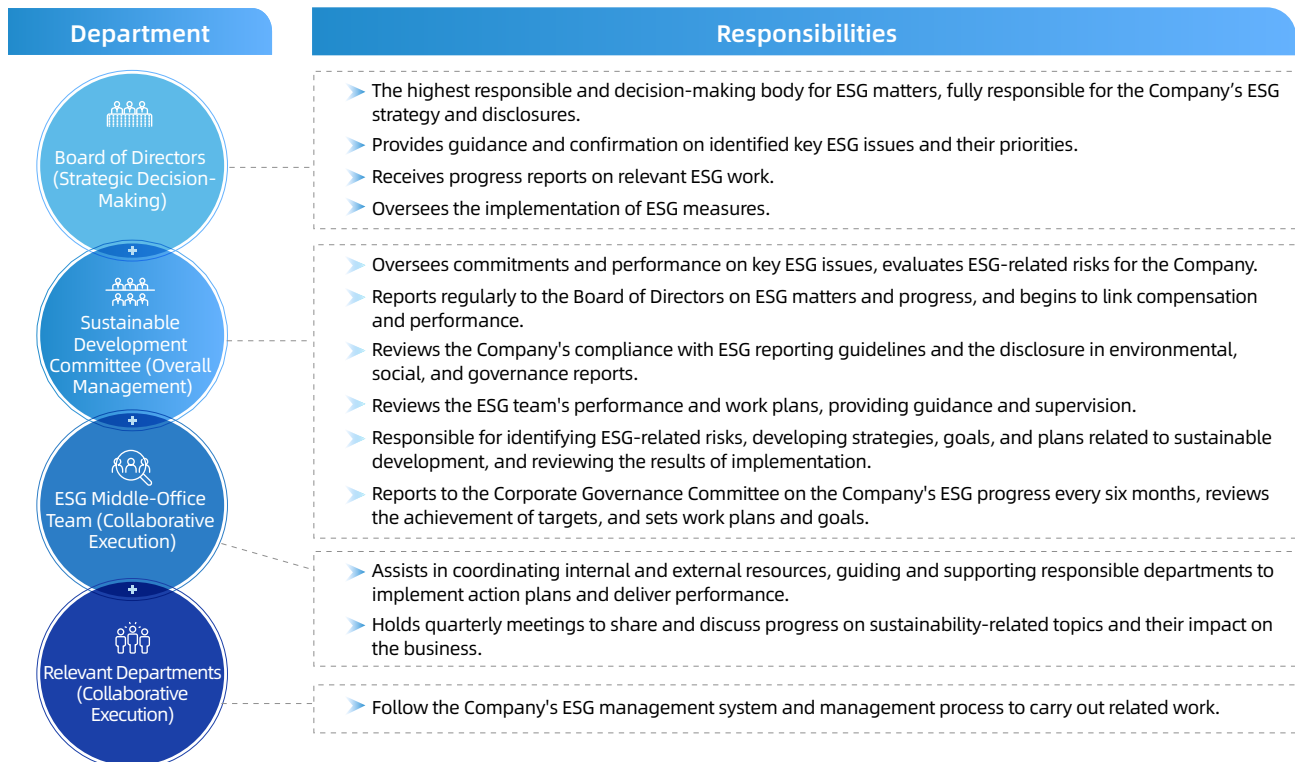 Department
Responsibilities
Board of Directors
(Strategic Decision-
Making)
The highest responsible and decision-making body for ESG matters, fully responsible for the Company’s ESG
strategy and disclosures.
Provides guidance and confirmation on identified key ESG issues and their priorities.
Receives progress reports on relevant ESG work.
Oversees the implementation of ESG measures.
Sustainable
Development
Committee (Overall
Management)
Oversees commitments and performance on key ESG issues, evaluates ESG-related risks for the Company.
Reports regularly to the Board of Directors on ESG matters and progress, and begins to link compensation
and performance.
Reviews the Company's compliance with ESG reporting guidelines and the disclosure in environmental,
social, and governance reports.
Reviews the ESG team's performance and work plans, providing guidance and supervision.
Responsible for identifying ESG-related risks, developing strategies, goals, and plans related to sustainable
development, and reviewing the results of implementation.
Reports to the Corporate Governance Committee on the Company's ESG progress every six months, reviews
the achievement of targets, and sets work plans and goals.
ESG Middle-Office
Team (Collaborative
Execution)
Assists in coordinating internal and external resources, guiding and supporting responsible departments to
implement action plans and deliver performance.
Holds quarterly meetings to share and discuss progress on sustainability-related topics and their impact on
the business.
Relevant Departments
(Collaborative
Execution)
Follow the Company's ESG management system and management process to carry out related work.